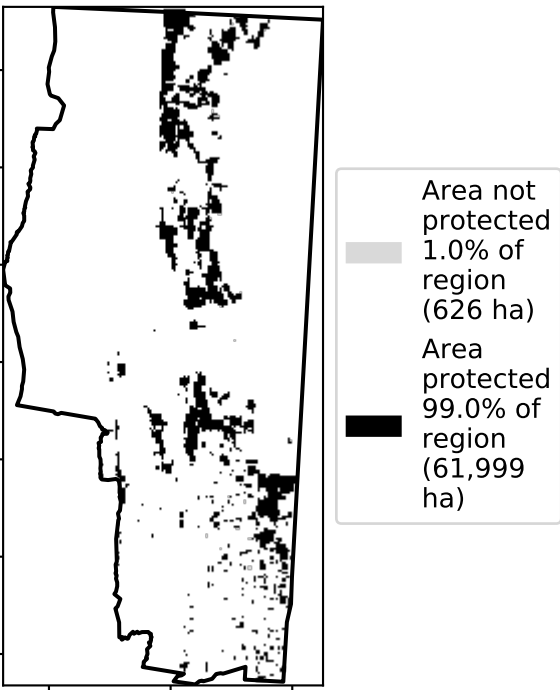 Area not
protected
1.0% of
region
(626 ha)
Area
protected
99.0% of
region
(61,999
ha)